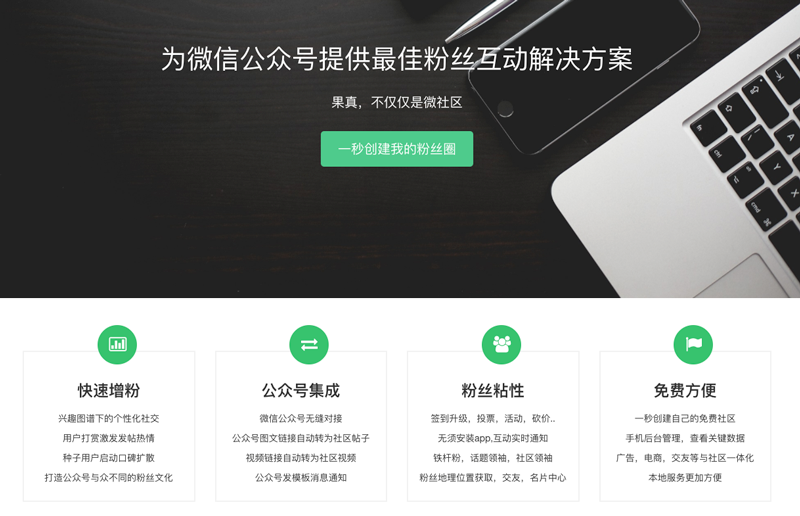 为微信公众号提供最佳粉丝互动解决方案
果真，不仅仅是微社区
一秒创建我的粉丝圈
快速增粉
兴趣图谱下的个性化社交
用户打赏激发发帖热情
种子用户启动口碑扩散
打造公众号与众不同的粉丝文化
公众号集成
微信公众号无缝对接
公众号图文链接自动转为社区帖子
视频链接自动转为社区视频
公众号发模板消息通知
粉丝粘性
签到升级，投票，活动，砍价..
无须安装app,互动实时通知
铁杆粉，话题领袖，社区领袖
粉丝地理位置获取，交友，名片中心
免费方便
一秒创建自己的免费社区
手机后台管理，查看关键数据
广告，电商，交友等与社区一体化
本地服务更加方便